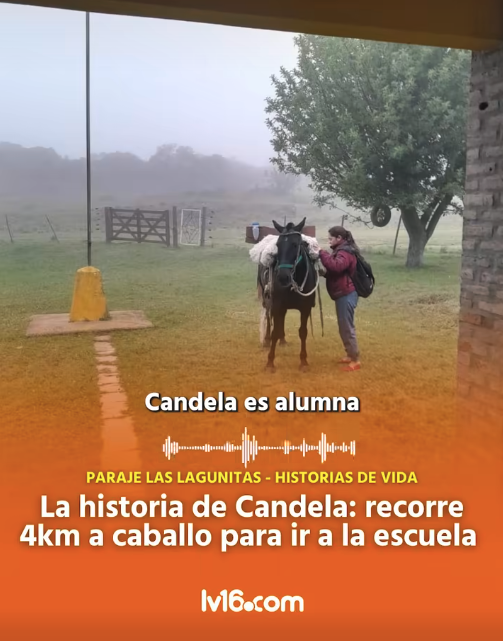 Candela es alumna
PARAJE LAS LAGUNITAS - HISTORIAS DE VIDA
La historia de Candela: recorre
4km a caballo para ir a la escuela
lv16.com